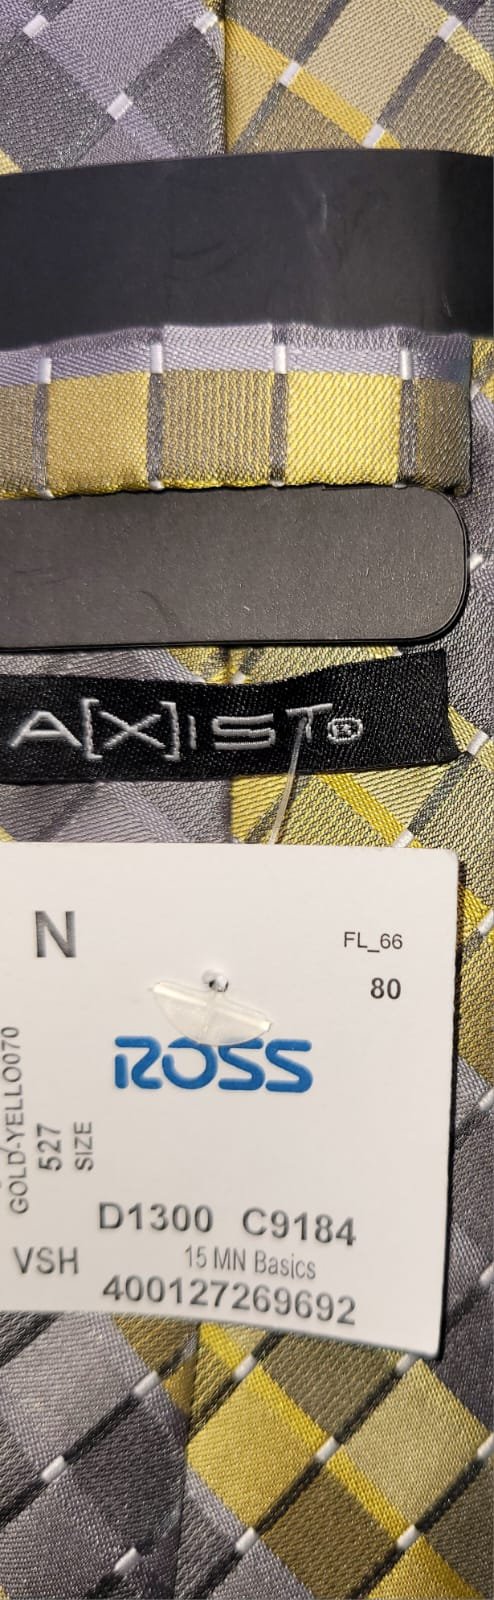 A[X]IST®
N
FL_66
80
ROSS
GOLD-YELLO070
527
SIZE
D1300 C9184
VSH
15 MN Basics
400127269692